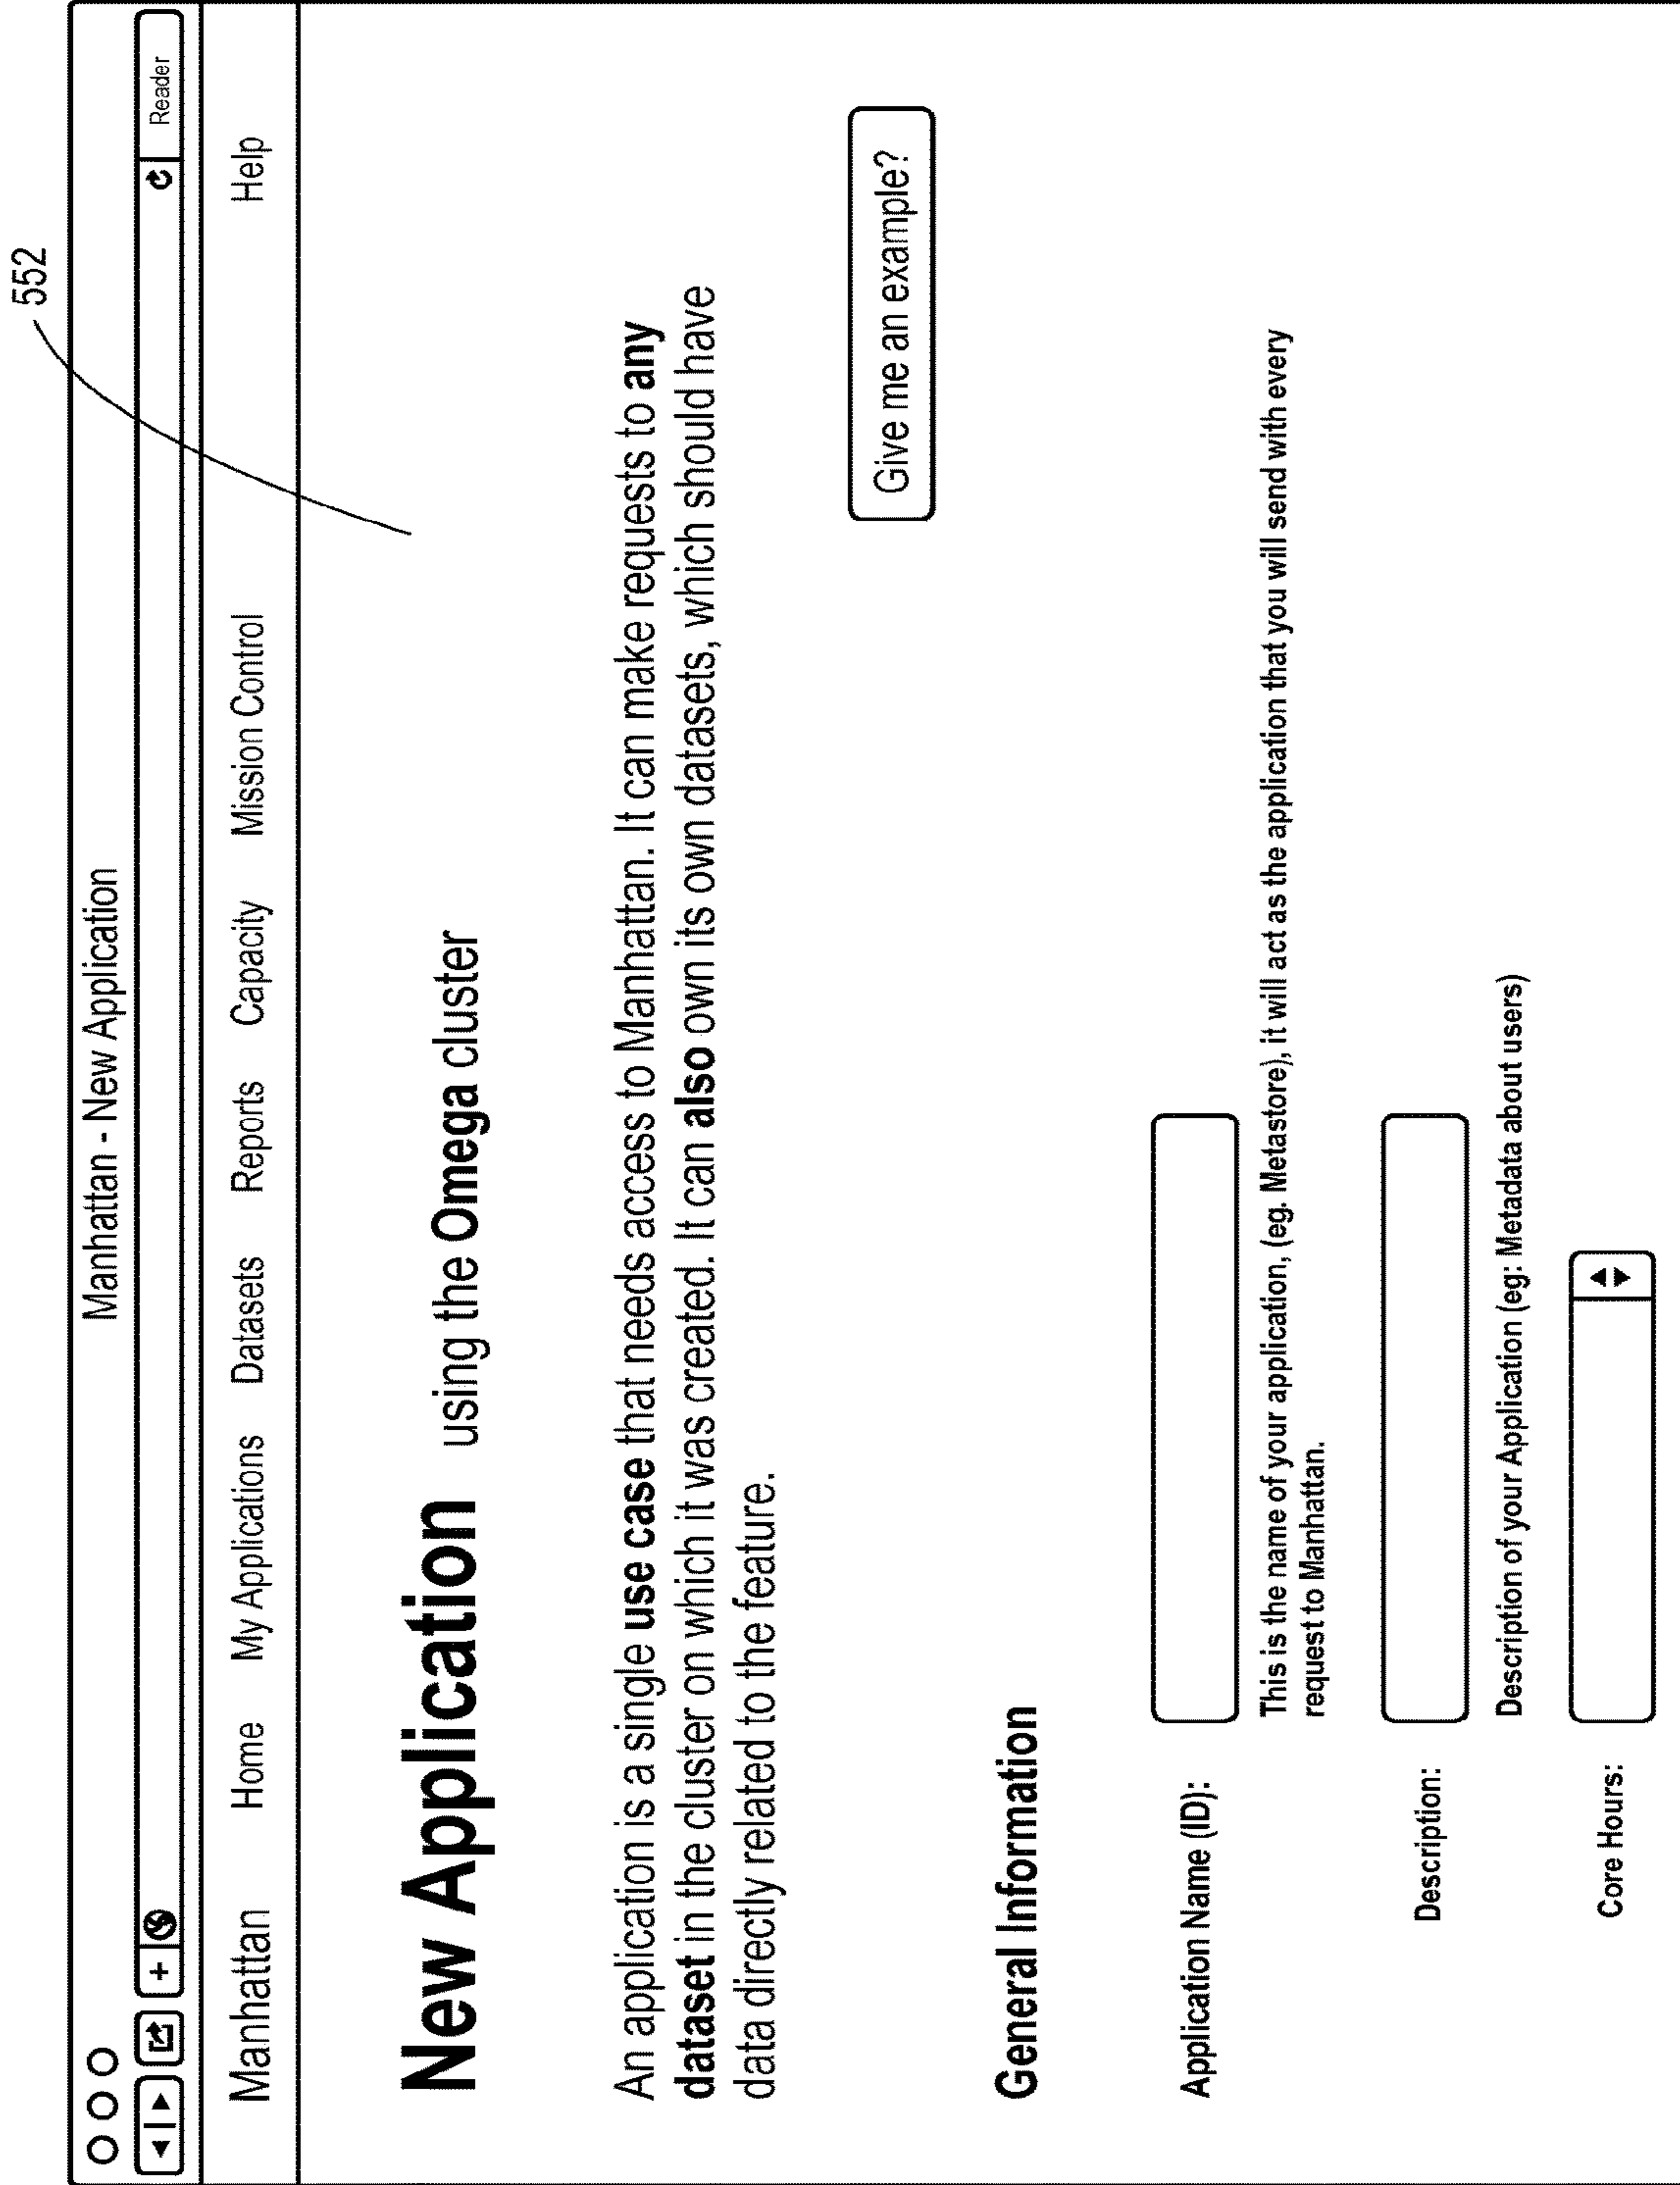 552
Manhattan - New Application
+ Reader
Manhattan Home My Applications Datasets Reports Capacity Mission Control Help
New Application using the Omega cluster
An application is a single use case that needs access to Manhattan. It can make requests to any
dataset in the cluster on which it was created. It can also own its own datasets, which should have
data directly related to the feature.
Give me an example?
General Information
Application Name (ID):
This is the name of your application, (eg. Metastore), it will act as the application that you will send with every
request to Manhattan.
Description:
Description of your Application (eg: Metadata about users)
Core Hours: